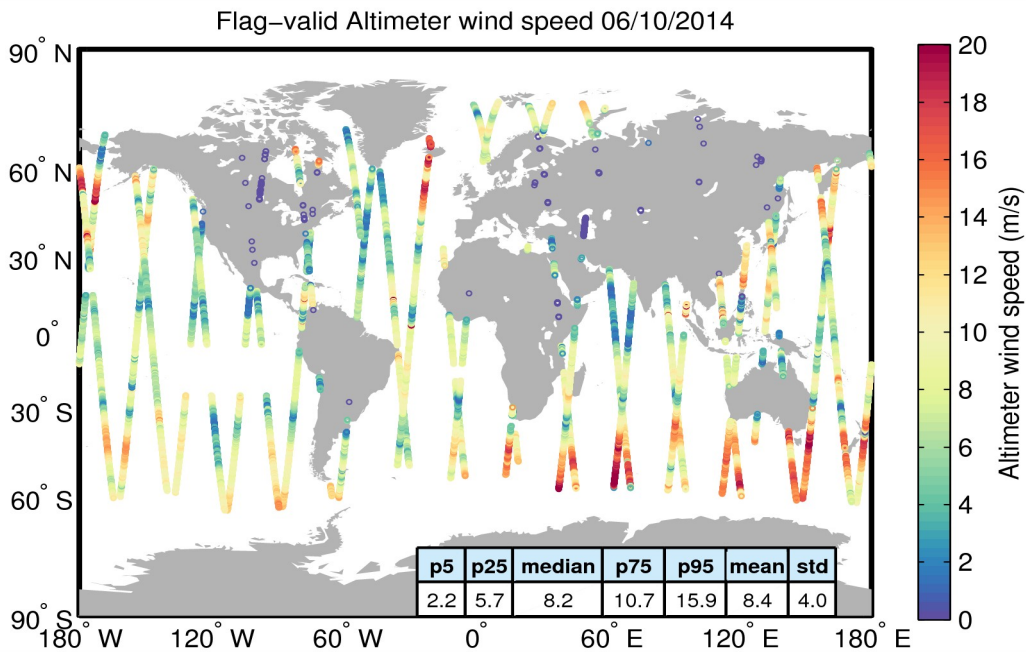 Flag−valid Altimeter wind speed 06/10/2014
90° N
60° N
30° N
0°
30° S
60° S
90° S
180° W
120° W
60° W
0°
60° E
120° E
180° E
p5 p25 median p75 p95 mean std
2.2 5.7 8.2 10.7 15.9 8.4 4.0
20
18
16
14
12
10
8
6
4
2
0
Altimeter wind speed (m/s)